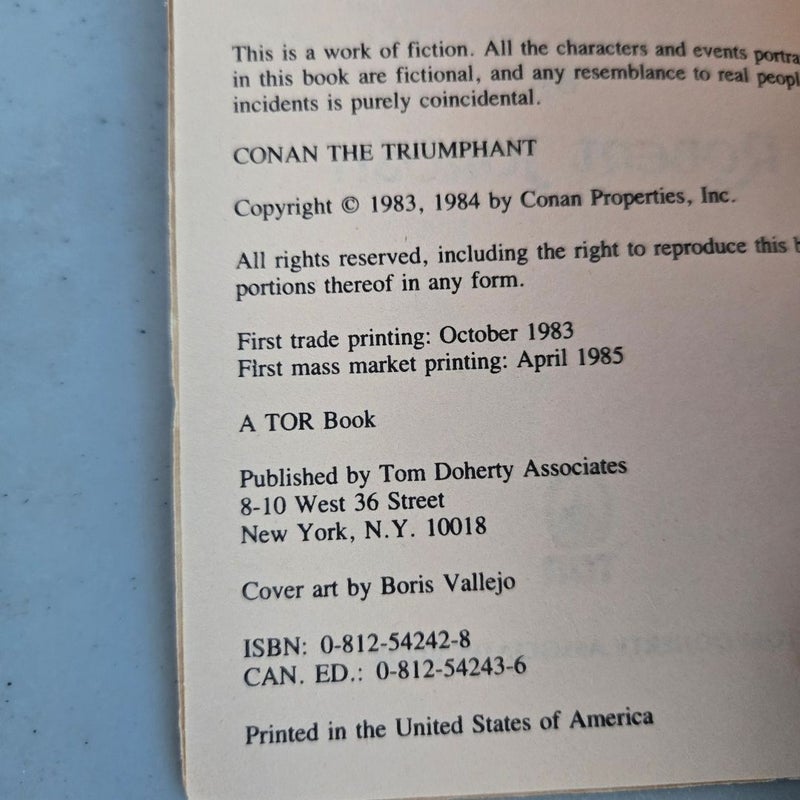 This is a work of fiction. All the characters and events portra
in this book are fictional, and any resemblance to real peopl
incidents is purely coincidental.
CONAN THE TRIUMPHANT
Copyright © 1983, 1984 by Conan Properties, Inc.
All rights reserved, including the right to reproduce this b
portions thereof in any form.
First trade printing: October 1983
First mass market printing: April 1985
A TOR Book
Published by Tom Doherty Associates
8-10 West 36 Street
New York, N.Y. 10018
Cover art by Boris Vallejo
ISBN: 0-812-54242-8
CAN. ED.: 0-812-54243-6
Printed in the United States of America